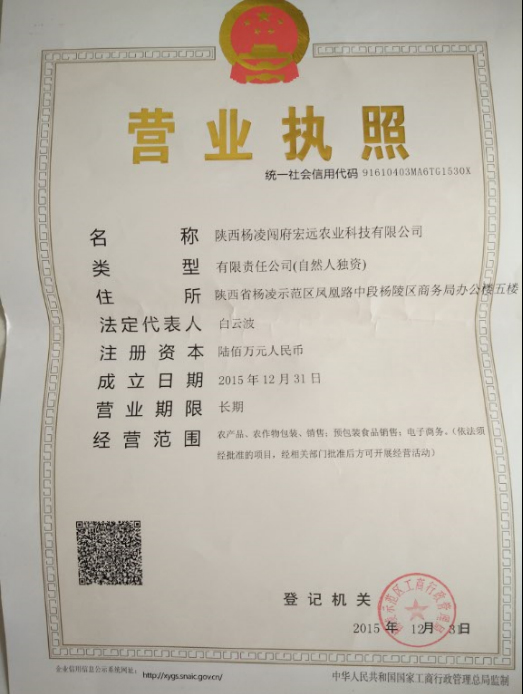 营业执照
统一社会信用代码 91610403MA6TG1530X
名称 陕西杨凌闯府宏远农业科技有限公司
类型 有限责任公司(自然人独资)
住所 陕西省杨凌示范区凤凰路中段杨陵区商务局办公楼五楼
法定代表人 白云波
注册资本 陆佰万元人民币
成立日期 2015年12月31日
营业期限 长期
经营范围 农产品、农作物包装、销售；预包装食品销售；电子商务。(依法须
经批准的项目，经相关部门批准后方可开展经营活动)
登记机关
示范区工商行政管理局
2015年12月31日
企业信用信息公示系统网址：
http://xygs.snaic.gov.cn/
中华人民共和国国家工商行政管理总局监制